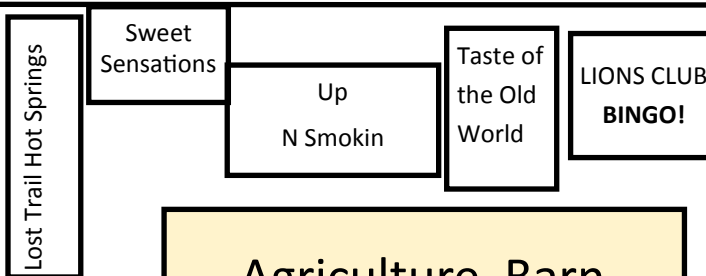 Lost Trail Hot Springs
Sweet
Sensations
Up
N Smokin
Taste of
the Old
World
LIONS CLUB
BINGO!
Agriculture Barn